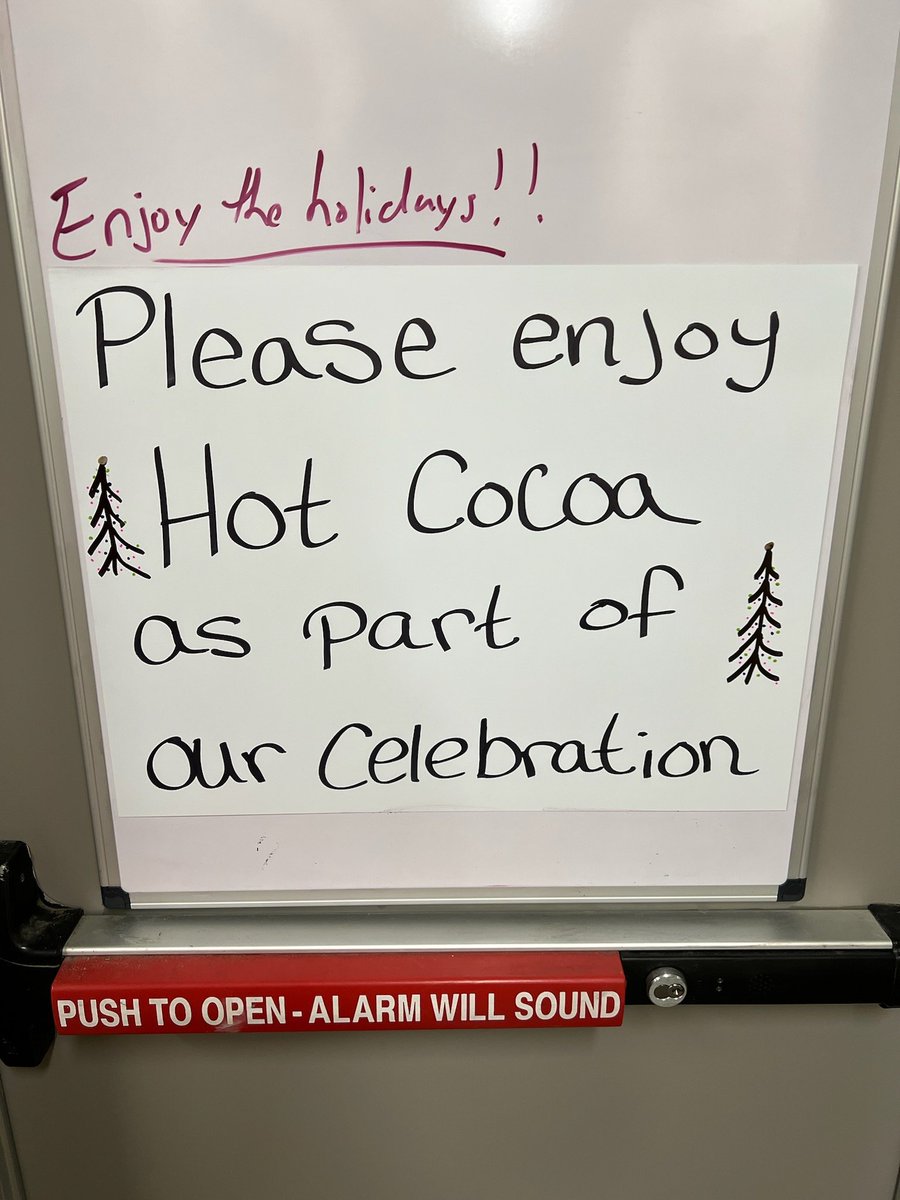 Enjoy the holidays!!
Please enjoy
Hot Cocoa
as part of
our Celebration
PUSH TO OPEN - ALARM WILL SOUND